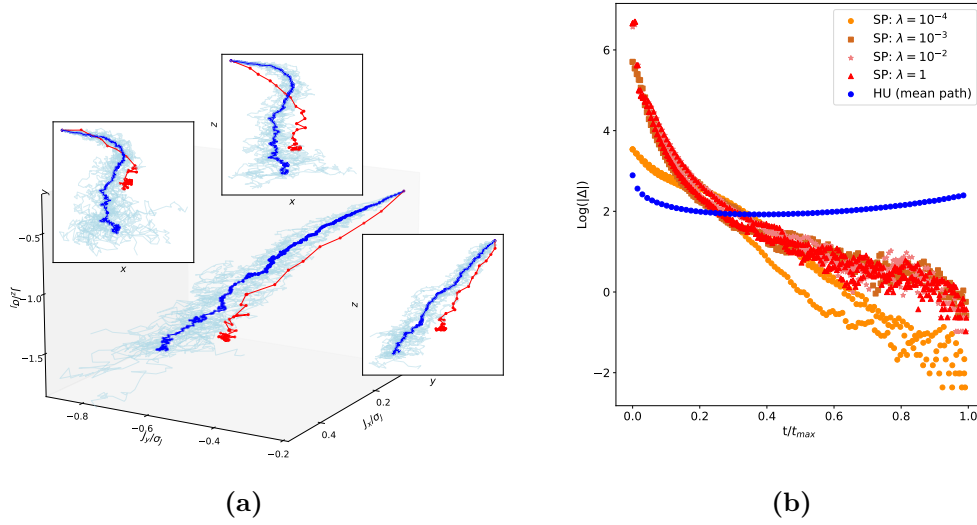 z
x
y
x
z
y
−0.5
−1.0
−1.5
J_z/σ_J
−0.8
−0.6
−0.4
−0.2
J_y/σ_J
0.2
0.4
J_x/σ_J
(a)
SP: λ = 10⁻⁴
SP: λ = 10⁻³
SP: λ = 10⁻²
SP: λ = 1
HU (mean path)
6
4
2
0
−2
Log(|Δ|)
0.0
0.2
0.4
0.6
0.8
1.0
t/t_max
(b)